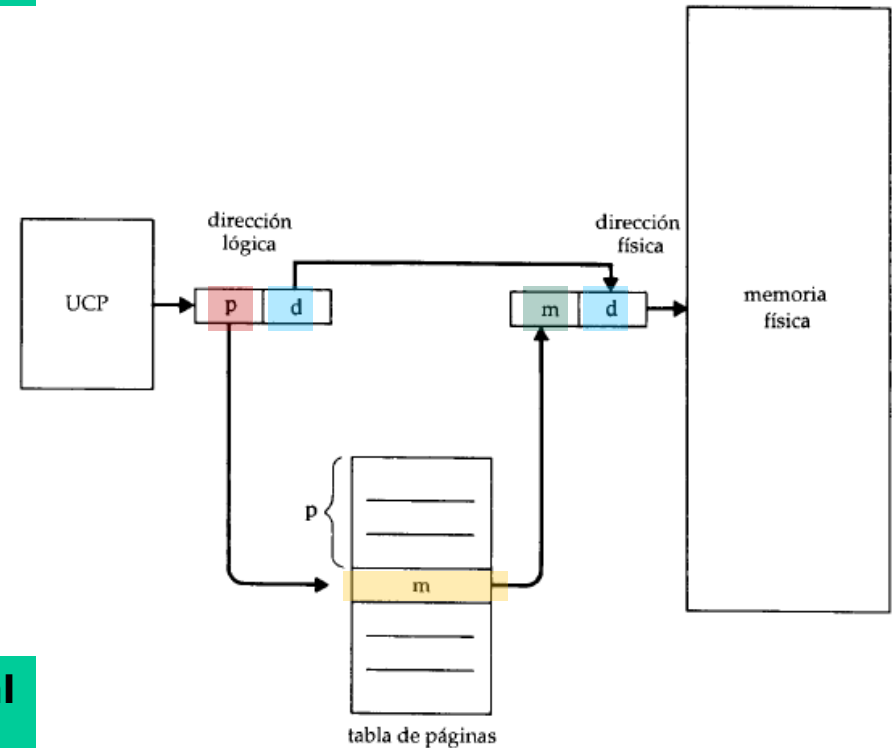 dirección
lógica
dirección
física
UCP
p d
m d
memoria
física
p
m
tabla de páginas